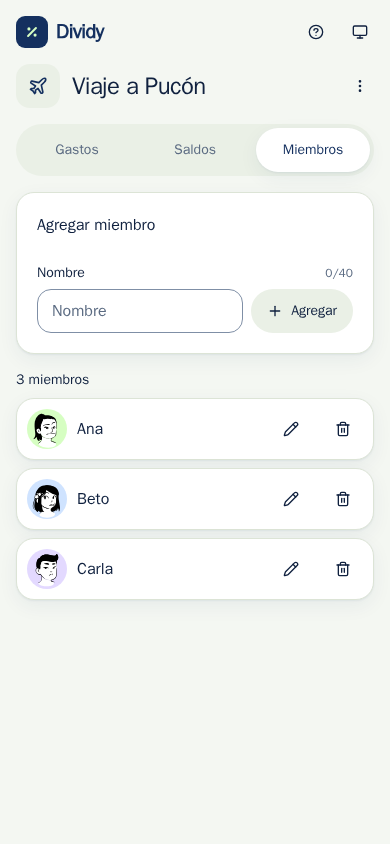 Dividy
Viaje a Pucón
Gastos Saldos Miembros
Agregar miembro
Nombre 0/40
Nombre Agregar
3 miembros
Ana
Beto
Carla